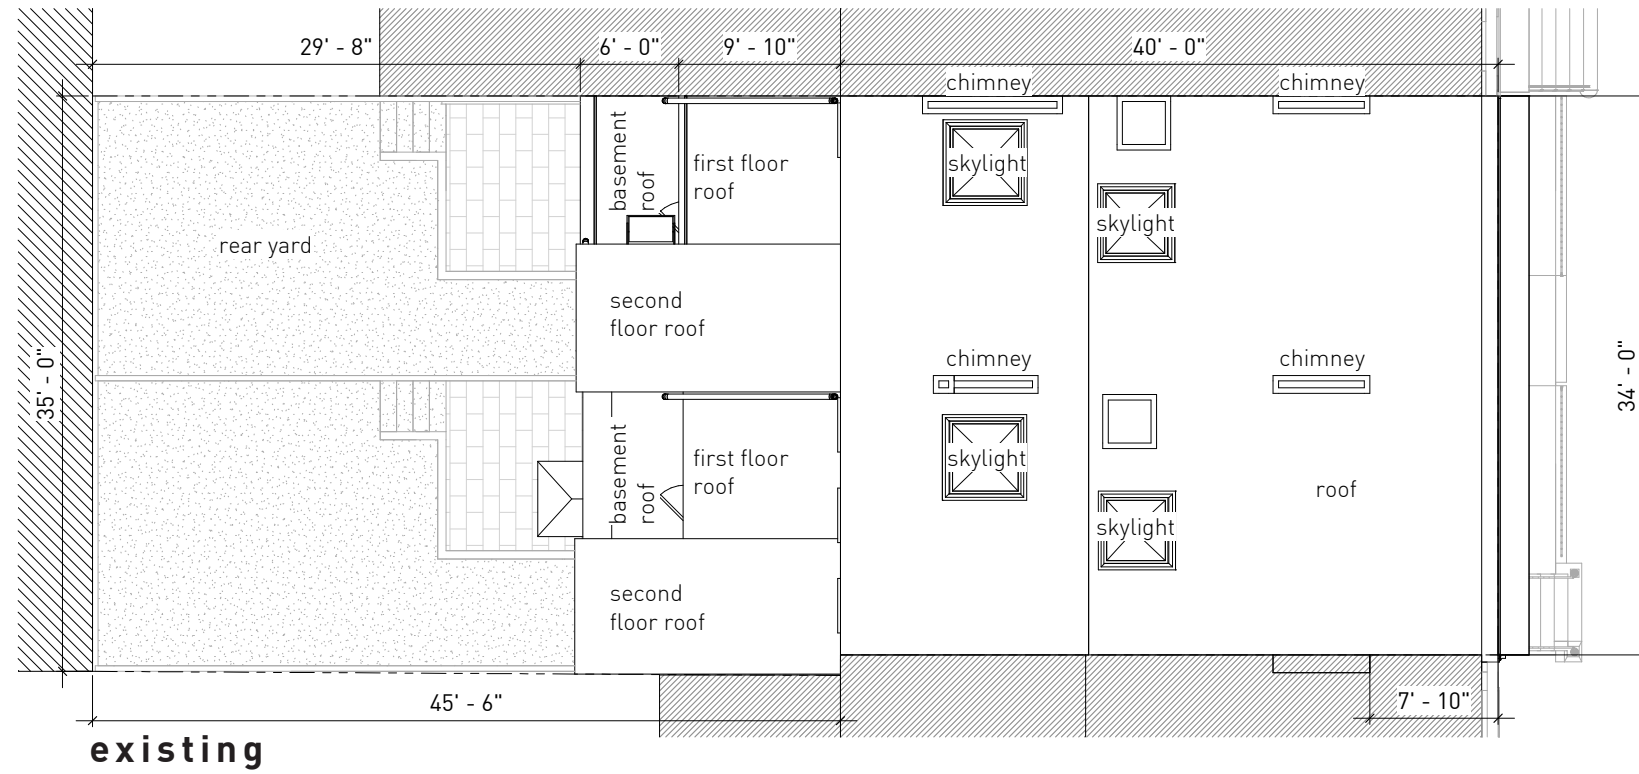 29' - 8"
6' - 0"
9' - 10"
40' - 0"
chimney
chimney
basement
roof
first floor
roof
skylight
skylight
rear yard
second
floor roof
35' - 0"
34' - 0"
chimney
chimney
basement
roof
first floor
roof
skylight
roof
skylight
second
floor roof
45' - 6"
7' - 10"
existing